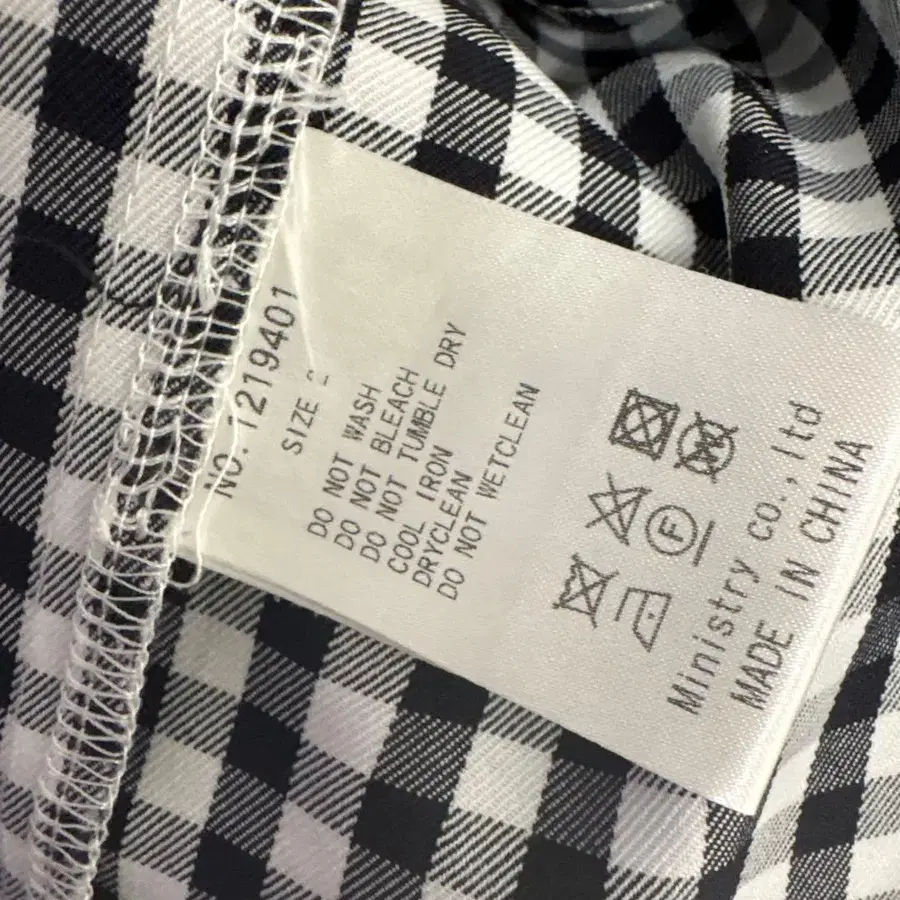 NO. 1219401
SIZE
DO NOT WASH
DO NOT BLEACH
DO NOT TUMBLE DRY
COOL IRON
DRYCLEAN
DO NOT WETCLEAN
F
Ministry co.,ltd
MADE IN CHINA